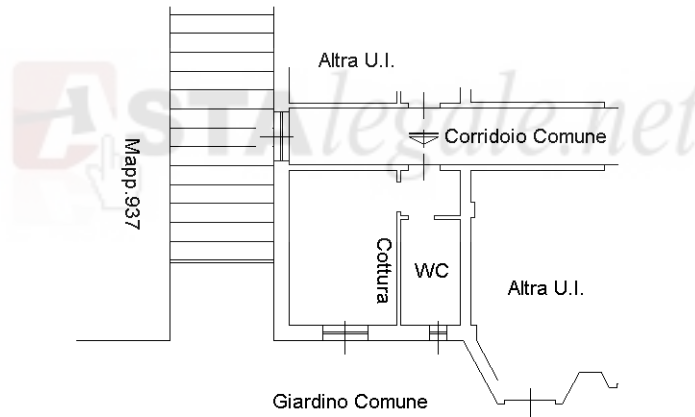 Altra U.I.
ASTAlegale.net
Corridoio Comune
Mapp.937
Cottura
WC
Altra U.I.
Giardino Comune